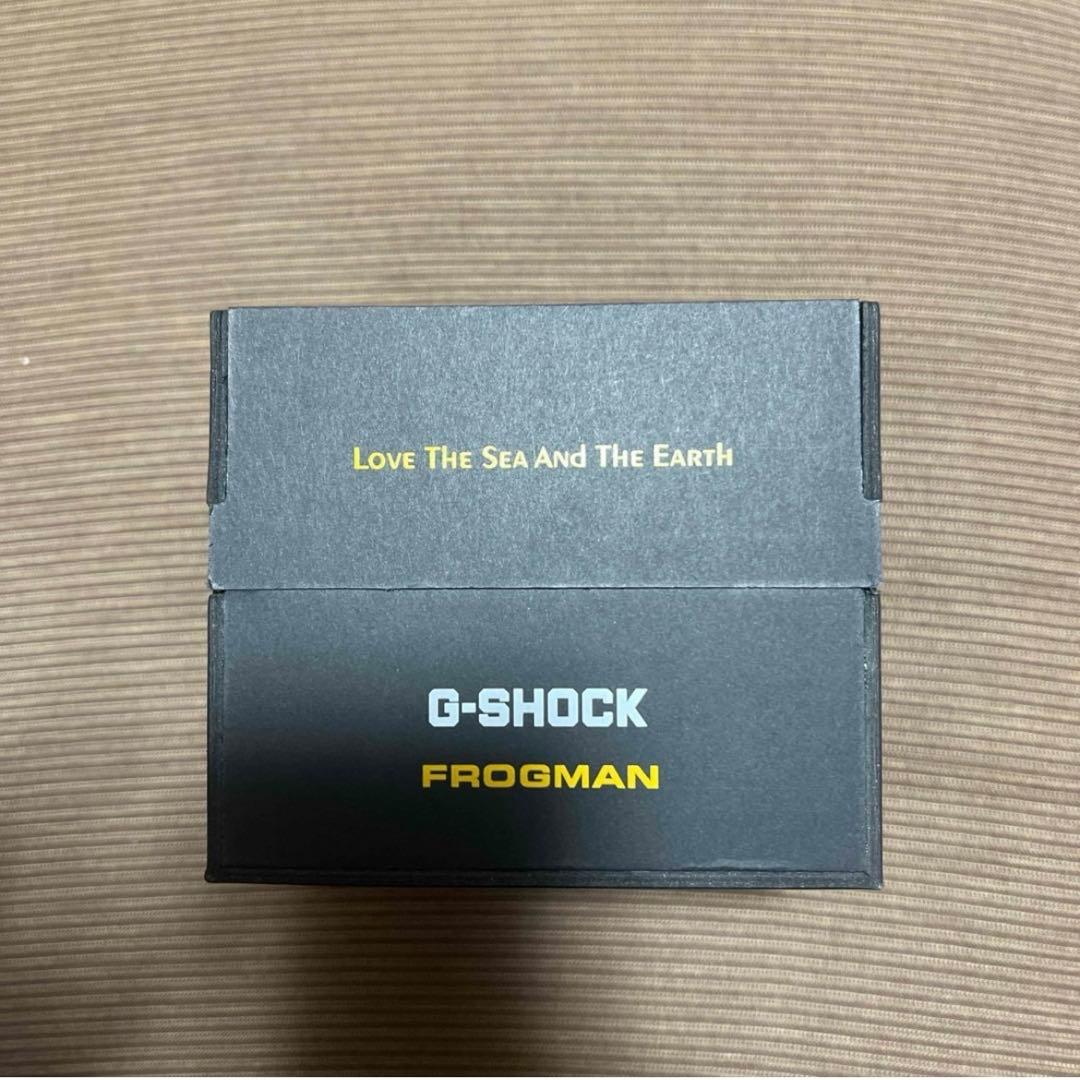 Love The Sea And The Earth
G-SHOCK
FROGMAN